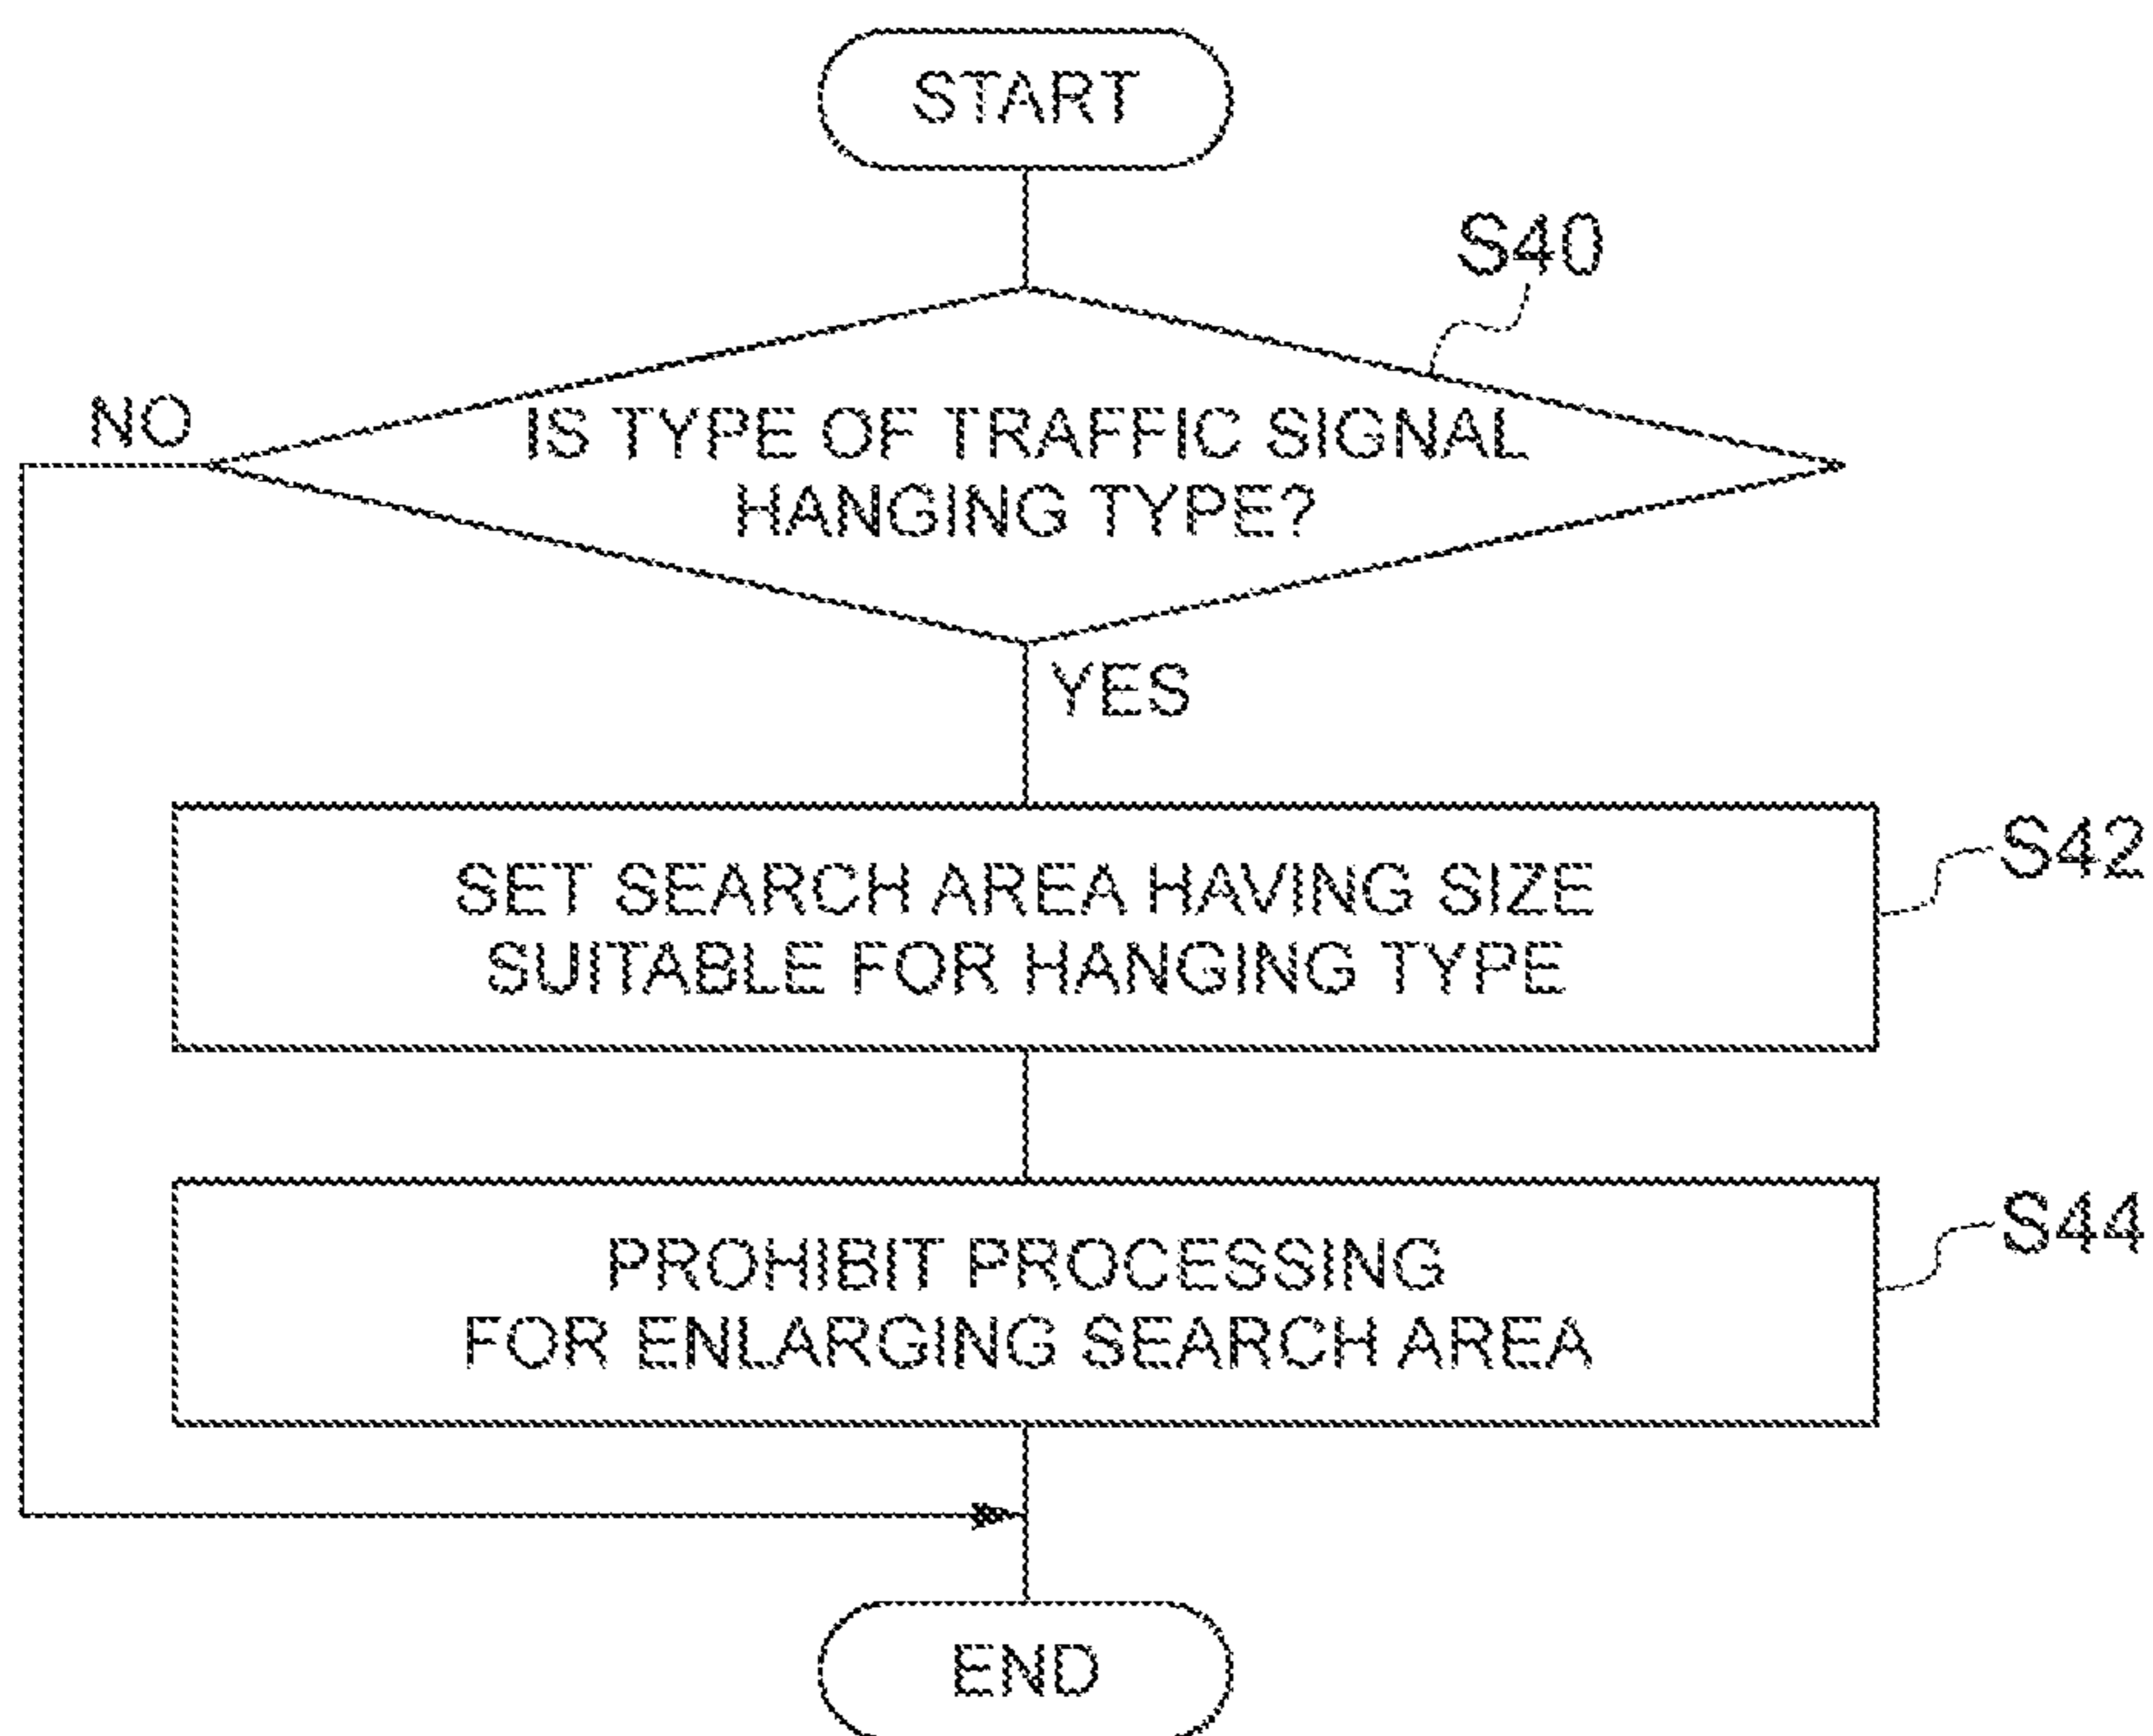 START
S40
NO
IS TYPE OF TRAFFIC SIGNAL
HANGING TYPE?
YES
SET SEARCH AREA HAVING SIZE
SUITABLE FOR HANGING TYPE
S42
PROHIBIT PROCESSING
FOR ENLARGING SEARCH AREA
S44
END